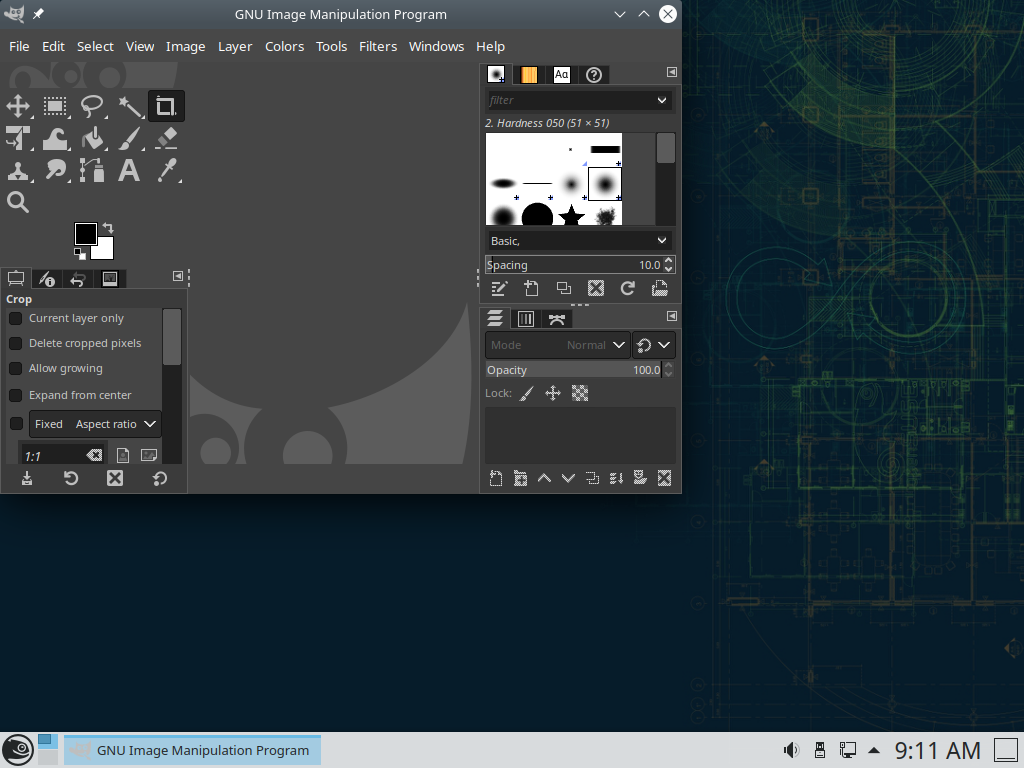 GNU Image Manipulation Program
File Edit Select View Image Layer Colors Tools Filters Windows Help
Aa
filter
2. Hardness 050 (51 × 51)
Basic,
Spacing 10.0
Crop
Current layer only
Delete cropped pixels
Allow growing
Expand from center
Fixed Aspect ratio
1:1
Mode Normal
Opacity 100.0
Lock:
GNU Image Manipulation Program
9:11 AM